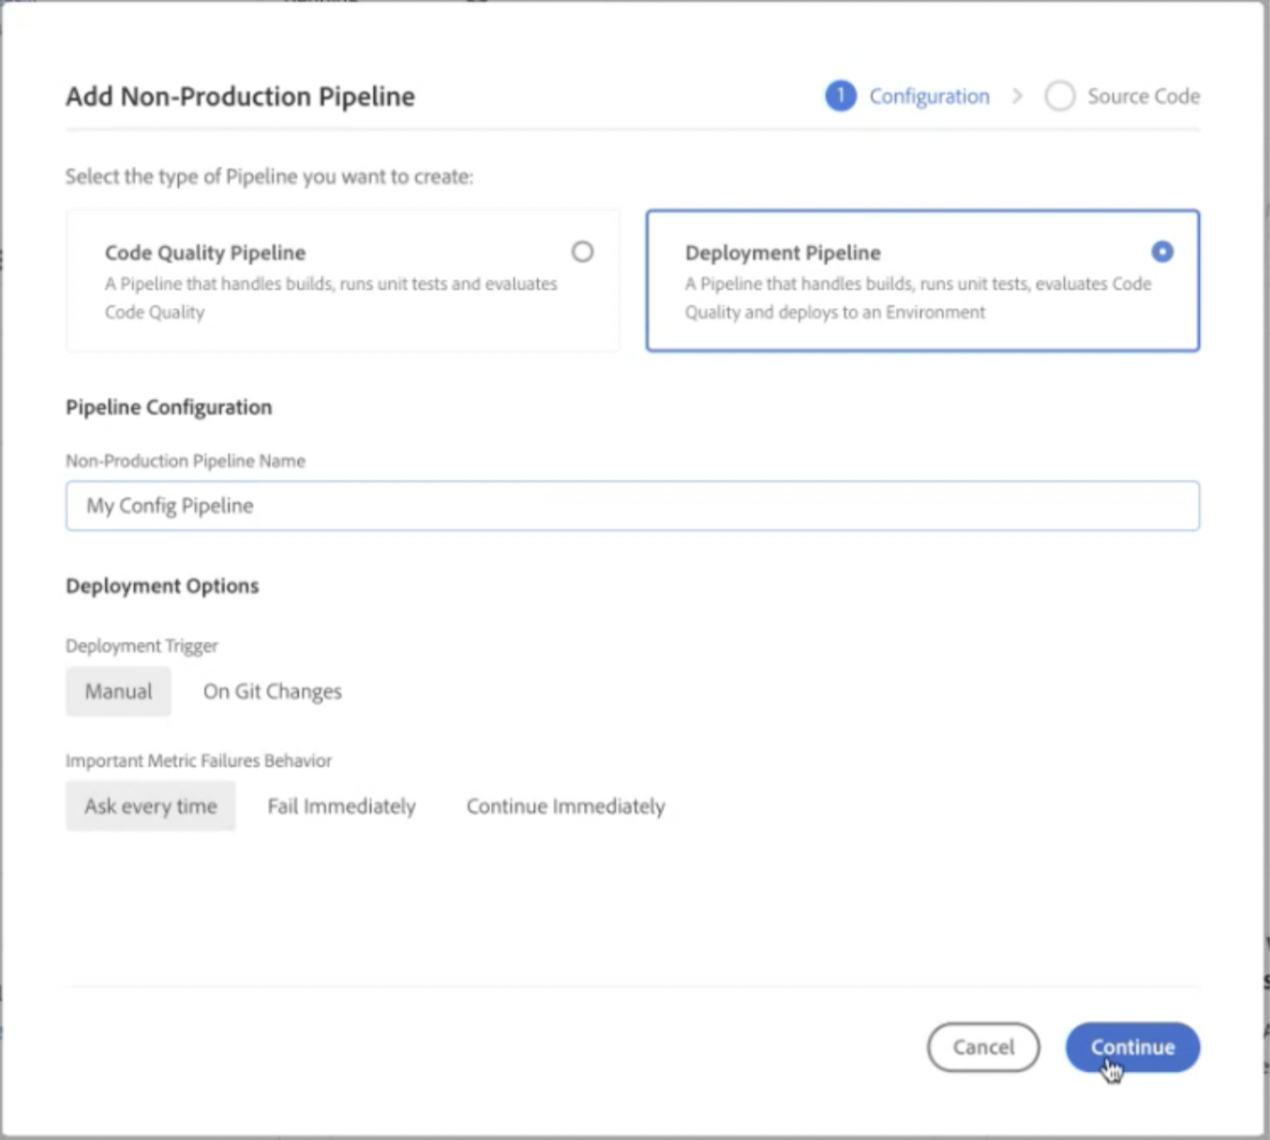 Add Non-Production Pipeline
1 Configuration > Source Code
Select the type of Pipeline you want to create:
Code Quality Pipeline
A Pipeline that handles builds, runs unit tests and evaluates
Code Quality
Deployment Pipeline
A Pipeline that handles builds, runs unit tests, evaluates Code
Quality and deploys to an Environment
Pipeline Configuration
Non-Production Pipeline Name
My Config Pipeline
Deployment Options
Deployment Trigger
Manual On Git Changes
Important Metric Failures Behavior
Ask every time Fail Immediately Continue Immediately
Cancel Continue